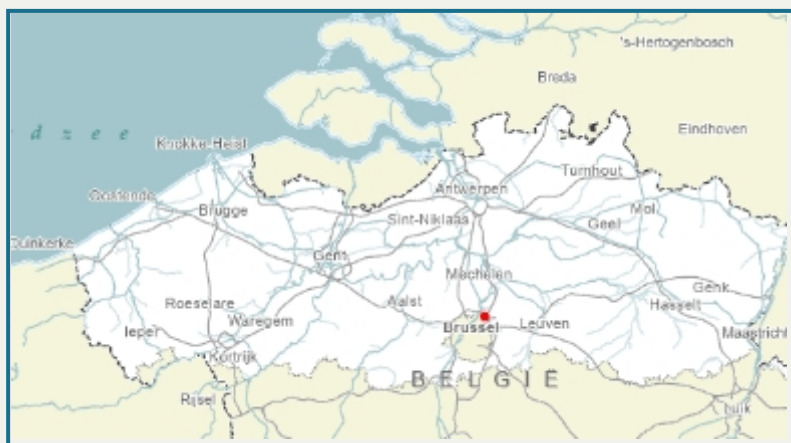 's-Hertogenbosch
Breda
Eindhoven
d z e e
Knokke-Heist
Turnhout
Antwerpen
Oostende
Brugge
Mol
Sint-Niklaas
Geel
Duinkerke
Gent
Mechelen
Genk
Roeselare
Aalst
Hasselt
Waregem
Brussel
Leuven
Ieper
Maastricht
Kortrijk
BELGIË
Rijsel
Luik